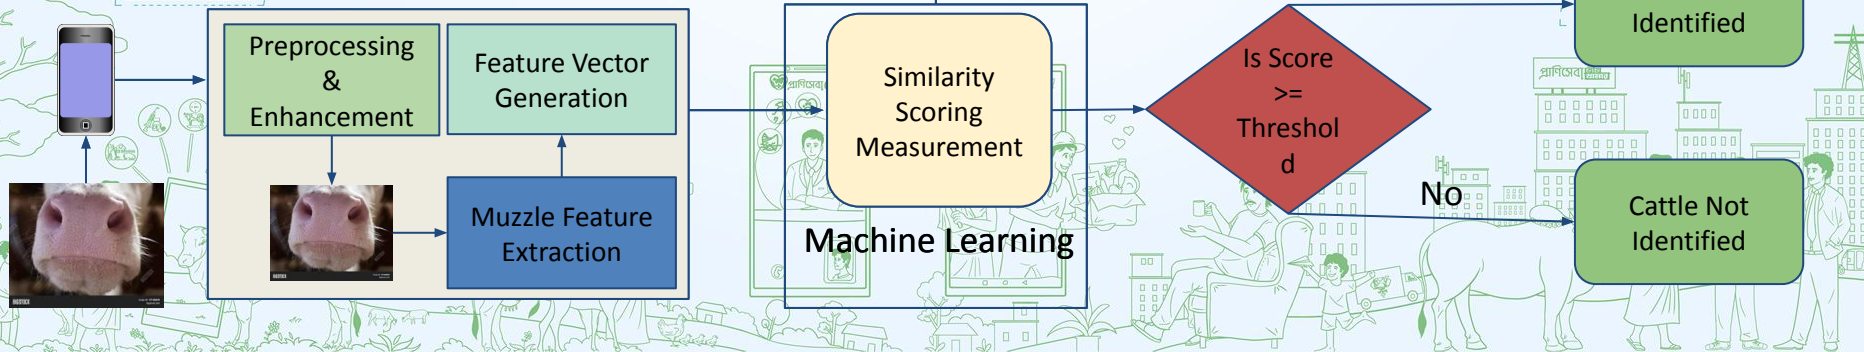 Preprocessing
&
Enhancement
Feature Vector
Generation
Muzzle Feature
Extraction
Similarity
Scoring
Measurement
Machine Learning
Is Score
>=
Threshol
d
No
Identified
Cattle Not
Identified